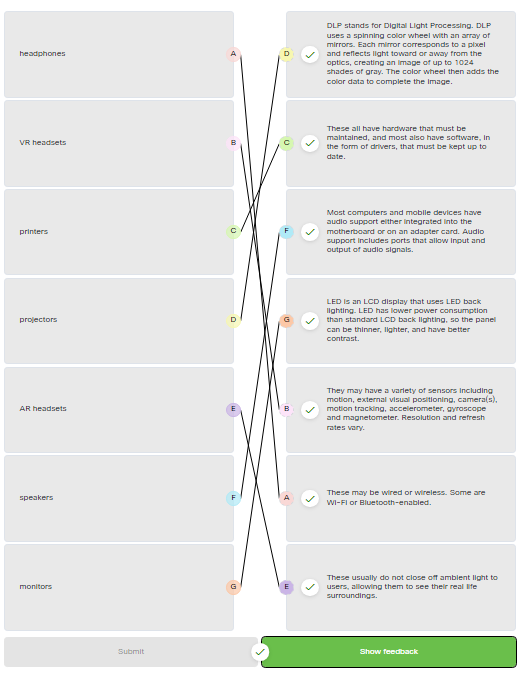 headphones
A
D
DLP stands for Digital Light Processing. DLP
uses a spinning color wheel with an array of
mirrors. Each mirror corresponds to a pixel
and reflects light toward or away from the
optics, creating an image of up to 1024
shades of gray. The color wheel then adds the
color data to complete the image.
VR headsets
B
C
These all have hardware that must be
maintained, and most also have software, in
the form of drivers, that must be kept up to
date.
printers
C
F
Most computers and mobile devices have
audio support either integrated into the
motherboard or on an adapter card. Audio
support includes ports that allow input and
output of audio signals.
projectors
D
G
LED is an LCD display that uses LED back
lighting. LED has lower power consumption
than standard LCD back lighting, so the panel
can be thinner, lighter, and have better
contrast.
AR headsets
E
B
They may have a variety of sensors including
motion, external visual positioning, camera(s),
motion tracking, accelerometer, gyroscope
and magnetometer. Resolution and refresh
rates vary.
speakers
F
A
These may be wired or wireless. Some are
Wi-Fi or Bluetooth-enabled.
monitors
G
E
These usually do not close off ambient light to
users, allowing them to see their real life
surroundings.
Submit
Show feedback